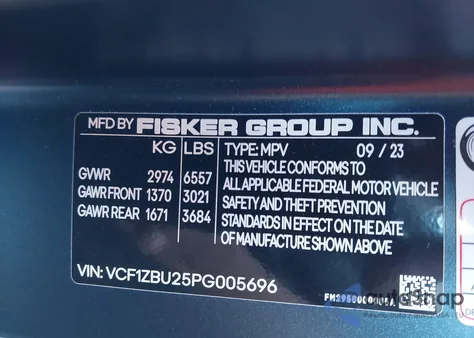 MFD BY FISKER GROUP INC.
KG LBS TYPE: MPV 09 / 23
GVWR 2974 6557
GAWR FRONT 1370 3021
GAWR REAR 1671 3684
THIS VEHICLE CONFORMS TO
ALL APPLICABLE FEDERAL MOTOR VEHICLE
SAFETY AND THEFT PREVENTION
STANDARDS IN EFFECT ON THE DATE
OF MANUFACTURE SHOWN ABOVE.
VIN: VCF1ZBU25PG005696
autosnap